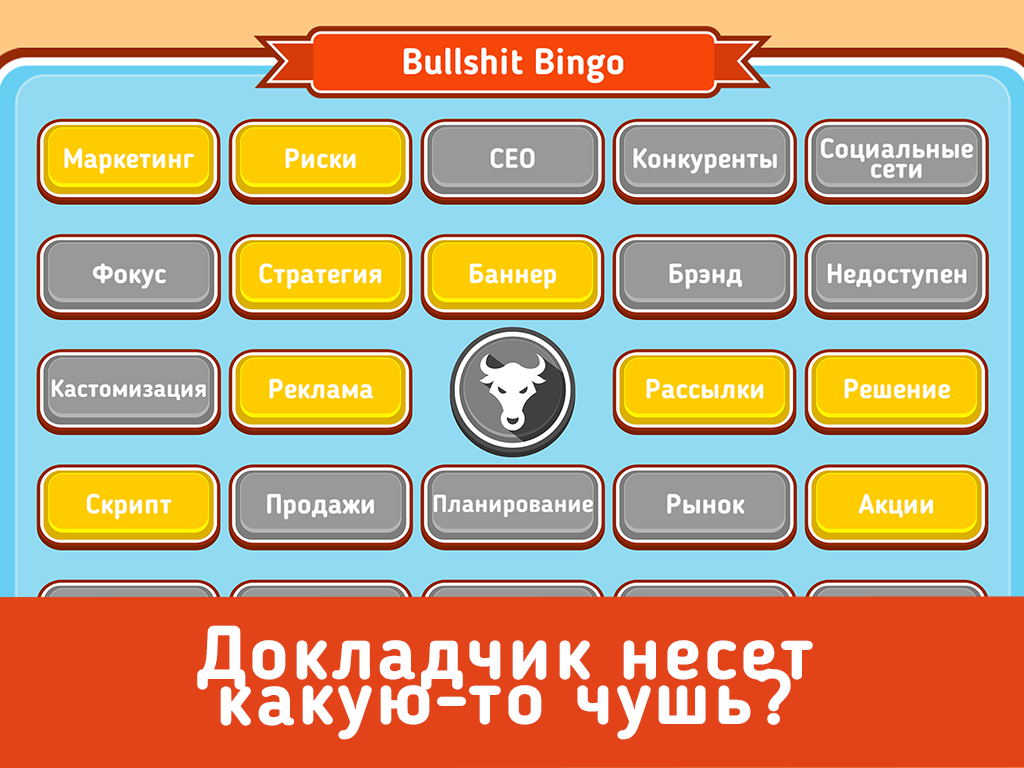 Bullshit Bingo
Маркетинг Риски CEO Конкуренты Социальные
сети
Фокус Стратегия Баннер Брэнд Недоступен
Кастомизация Реклама Рассылки Решение
Скрипт Продажи Планирование Рынок Акции
Докладчик несет
какую-то чушь?